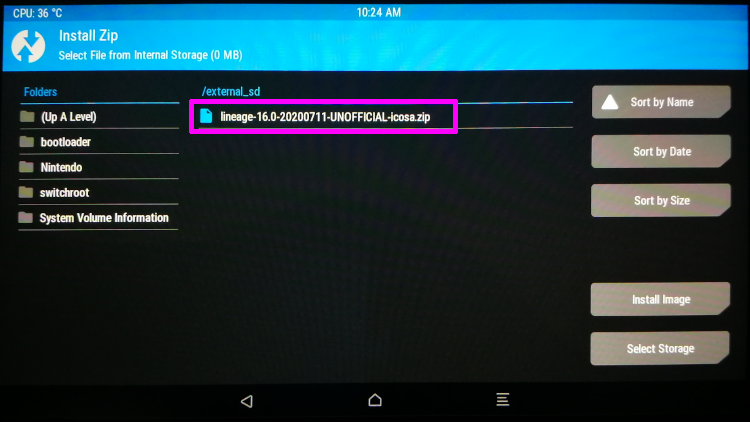 CPU: 36 °C
10:24 AM
Install Zip
Select File from Internal Storage (0 MB)
Folders
(Up A Level)
bootloader
Nintendo
switchroot
System Volume Information
/external_sd
lineage-16.0-20200711-UNOFFICIAL-icosa.zip
Sort by Name
Sort by Date
Sort by Size
Install Image
Select Storage